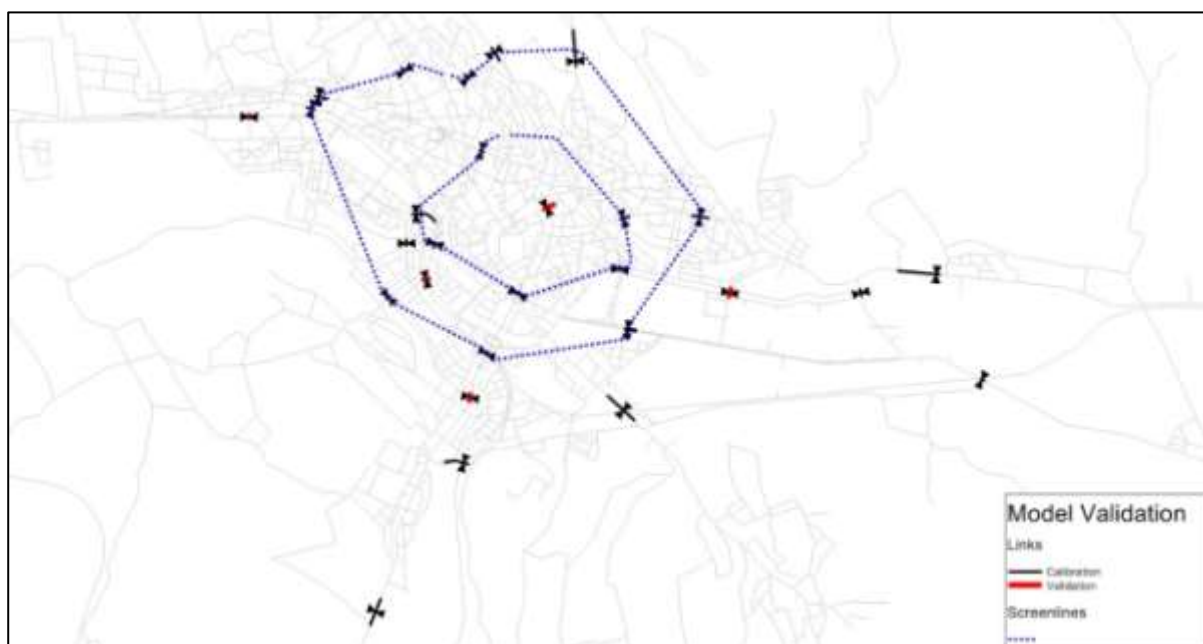 Model Validation
Links
Calibration
Validation
Screenlines